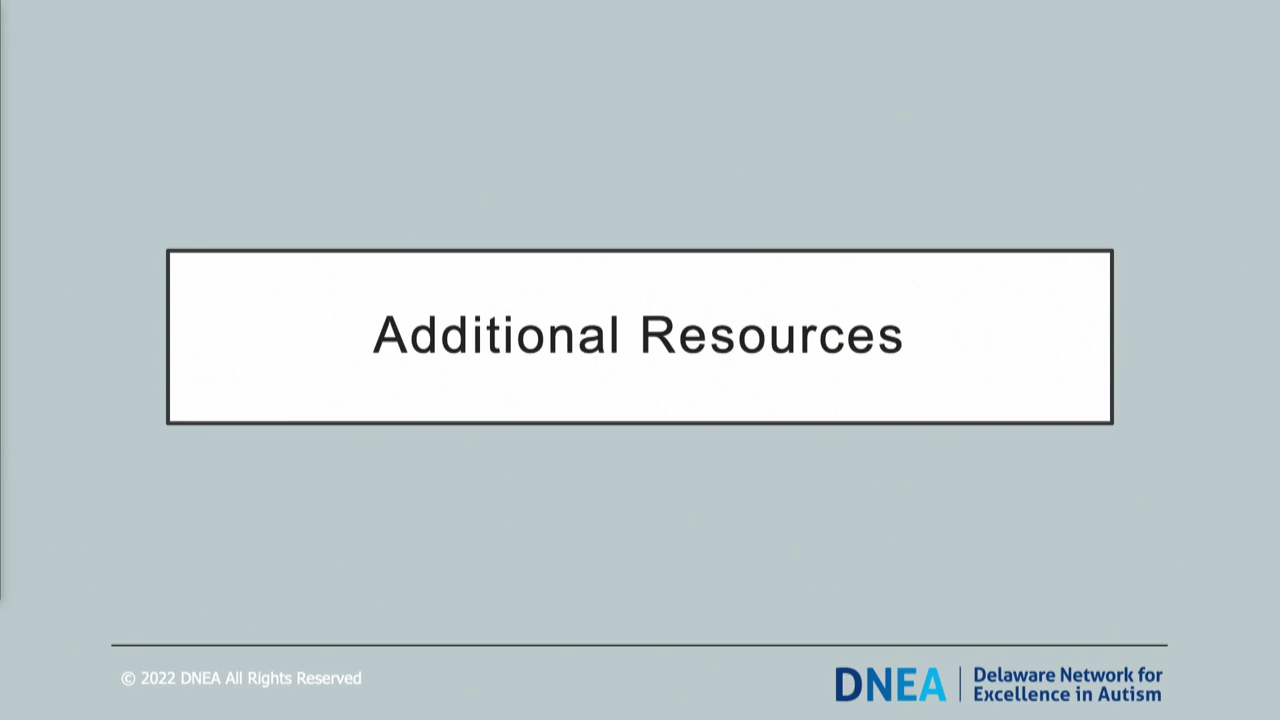 Additional Resources
© 2022 DNEA All Rights Reserved
DNEA
Delaware Network for
Excellence in Autism